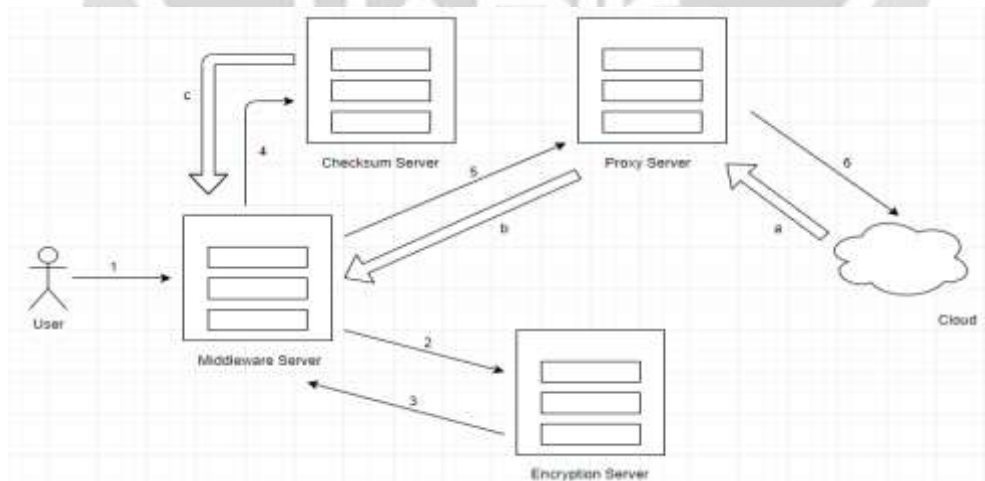 c
4
Checksum Server
Proxy Server
5
6
b
a
1
User
Cloud
2
Middleware Server
3
Encryption Server